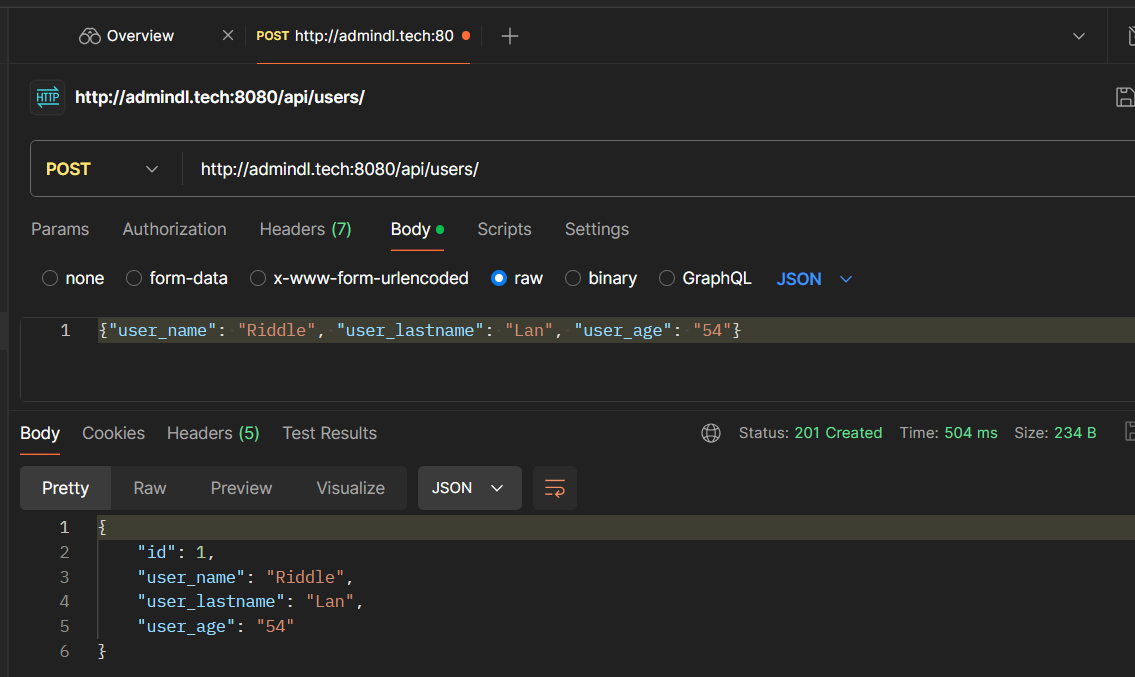 Overview POST http://admindl.tech:80
HTTP http://admindl.tech:8080/api/users/
POST http://admindl.tech:8080/api/users/
Params Authorization Headers (7) Body Scripts Settings
none form-data x-www-form-urlencoded raw binary GraphQL JSON
1 {"user_name": "Riddle", "user_lastname": "Lan", "user_age": "54"}
Body Cookies Headers (5) Test Results Status: 201 Created Time: 504 ms Size: 234 B
Pretty Raw Preview Visualize JSON
1 {
2 "id": 1,
3 "user_name": "Riddle",
4 "user_lastname": "Lan",
5 "user_age": "54"
6 }